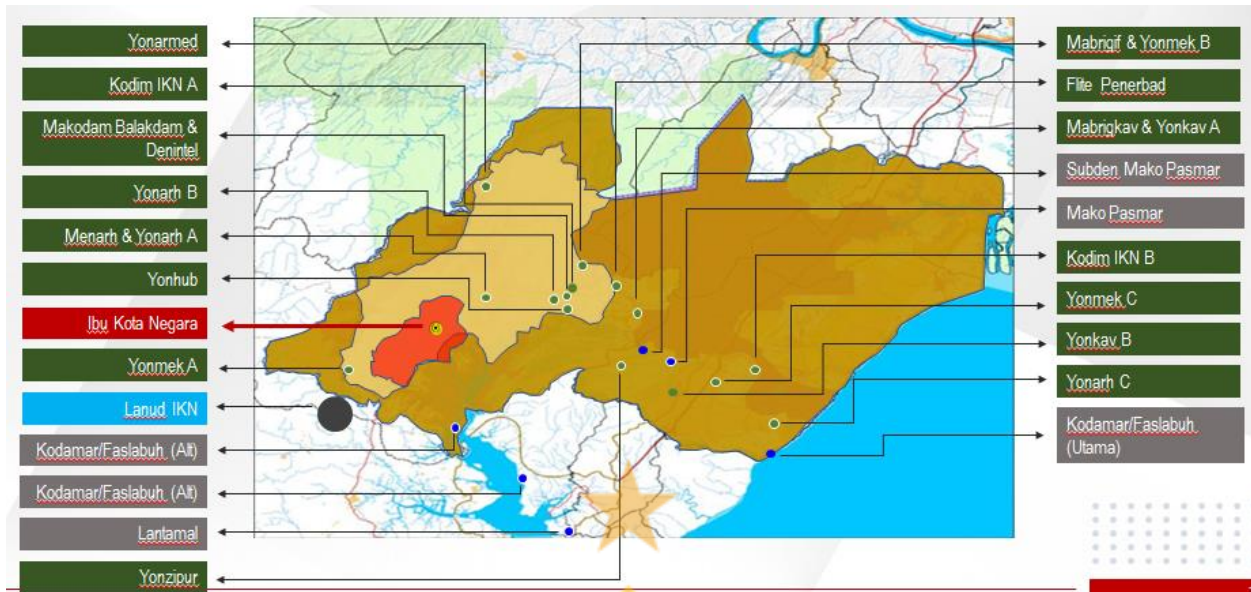 Yonarmed
Kodim IKN A
Makodam Balakdam &
Denintel
Yonarh B
Menarh & Yonarh A
Yonhub
Ibu Kota Negara
Yonmek A
Lanud IKN
Kodamar/Faslabuh (Alt)
Kodamar/Faslabuh (Alt)
Lantamal
Yonzipur
Mabrigif & Yonmek B
Flite Penerbad
Mabrigkav & Yonkav A
Subden Mako Pasmar
Mako Pasmar
Kodim IKN B
Yonmek C
Yonkav B
Yonarh C
Kodamar/Faslabuh
(Utama)